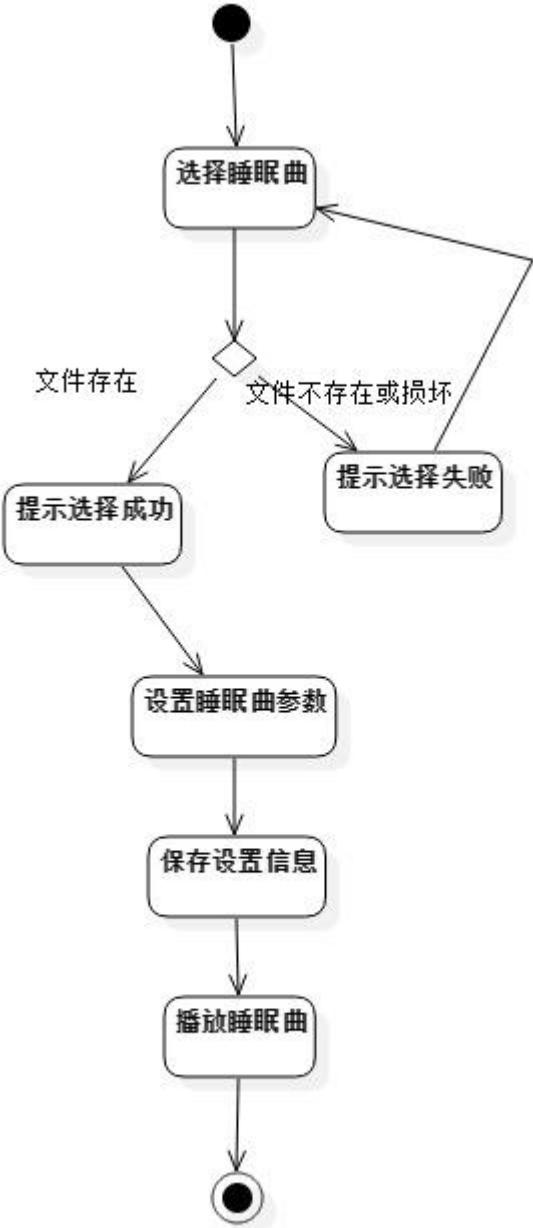 选择睡眠曲
文件存在
文件不存在或损坏
提示选择失败
提示选择成功
设置睡眠曲参数
保存设置信息
播放睡眠曲